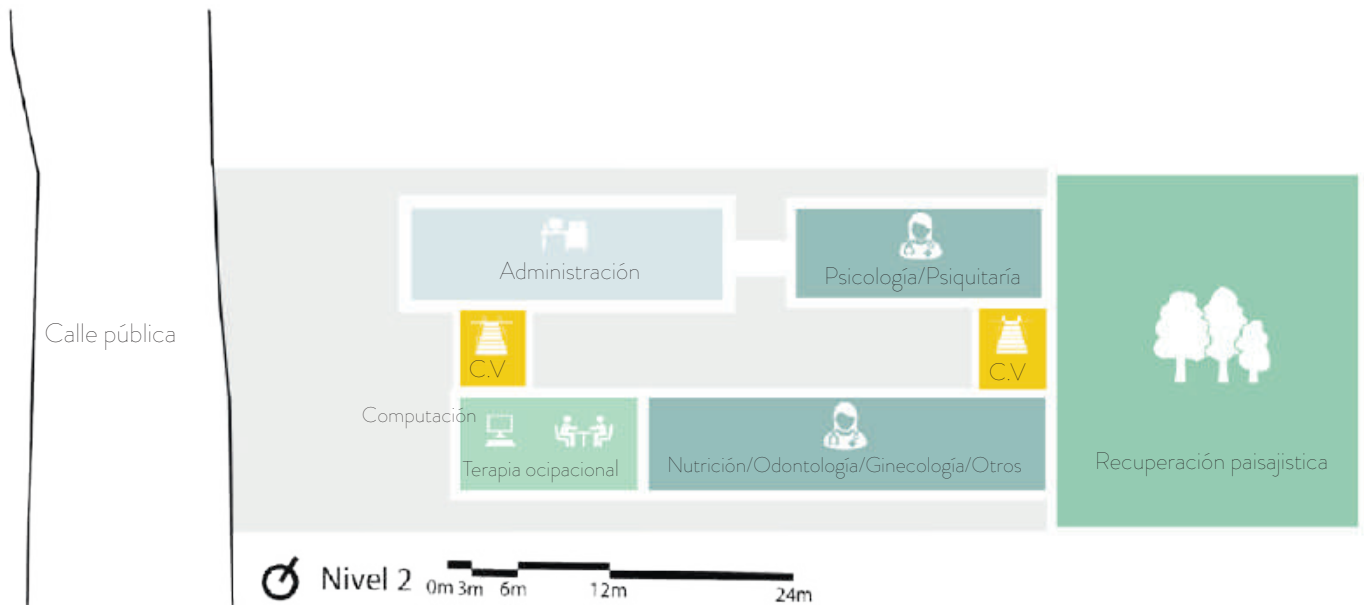 Administración
Psicología/Psiquitaría
Calle pública
C.V
C.V
Computación
Terapia ocipacional
Nutrición/Odontología/Ginecología/Otros
Recuperación paisajistica
Nivel 2
0m 3m 6m 12m 24m